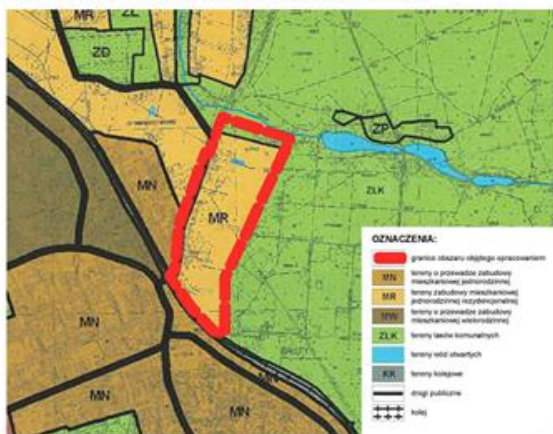 MR
ZL
ZD
MN
MR
ZP
ZLK
MN
MN
MN
MN
OZNACZENIA:
granice obszaru objętego opracowaniem
MN
tereny o przewadze zabudowy
mieszkaniowej jednorodzinnej
MR
tereny zabudowy mieszkaniowej
jednorodzinnej rezydencjonalnej
MW
tereny o przewadze zabudowy
mieszkaniowej wielorodzinnej
ZLK
tereny lasów komunalnych
tereny wód otwartych
KK
tereny kolejowe
drogi publiczne
kolej